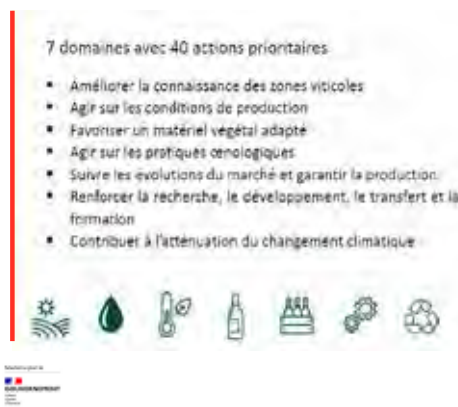 7 domaines avec 40 actions prioritaires
▪ Améliorer la connaissance des zones viticoles
▪ Agir sur les conditions de production
▪ Favoriser un matériel végétal adapté
▪ Agir sur les pratiques œnologiques
▪ Suivre les évolutions du marché et garantir la production
▪ Renforcer la recherche, le développement, le transfert et la
formation
▪ Contribuer à l'atténuation du changement climatique
GOUVERNEMENT